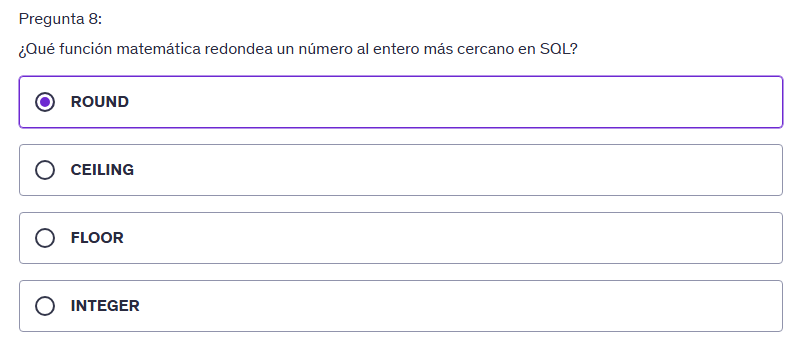 Pregunta 8:
¿Qué función matemática redondea un número al entero más cercano en SQL?
ROUND
CEILING
FLOOR
INTEGER